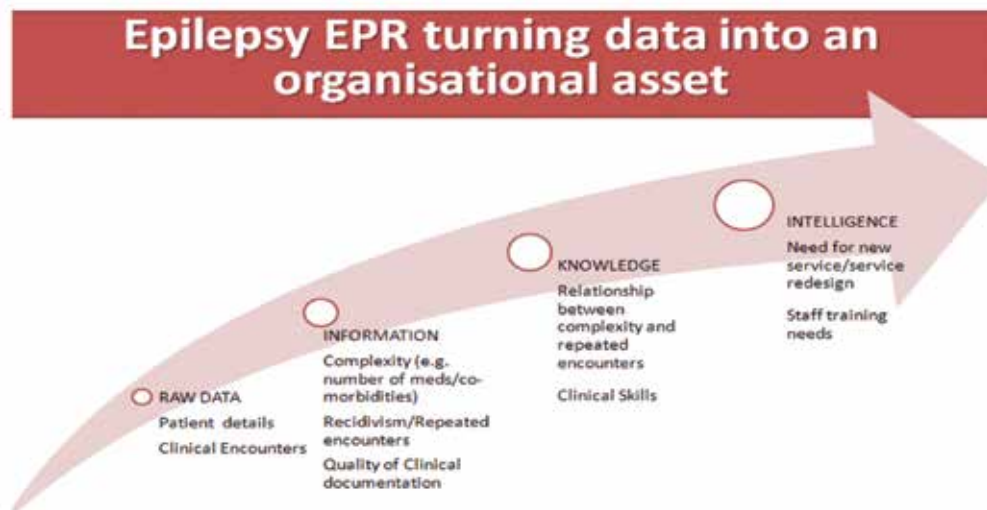 Epilepsy EPR turning data into an
organisational asset
RAW DATA
Patient details
Clinical Encounters
INFORMATION
Complexity (e.g.
number of meds/co-
morbidities)
Recidivism/Repeated
encounters
Quality of Clinical
documentation
KNOWLEDGE
Relationship
between
complexity and
repeated
encounters
Clinical Skills
INTELLIGENCE
Need for new
service/service
redesign
Staff training
needs